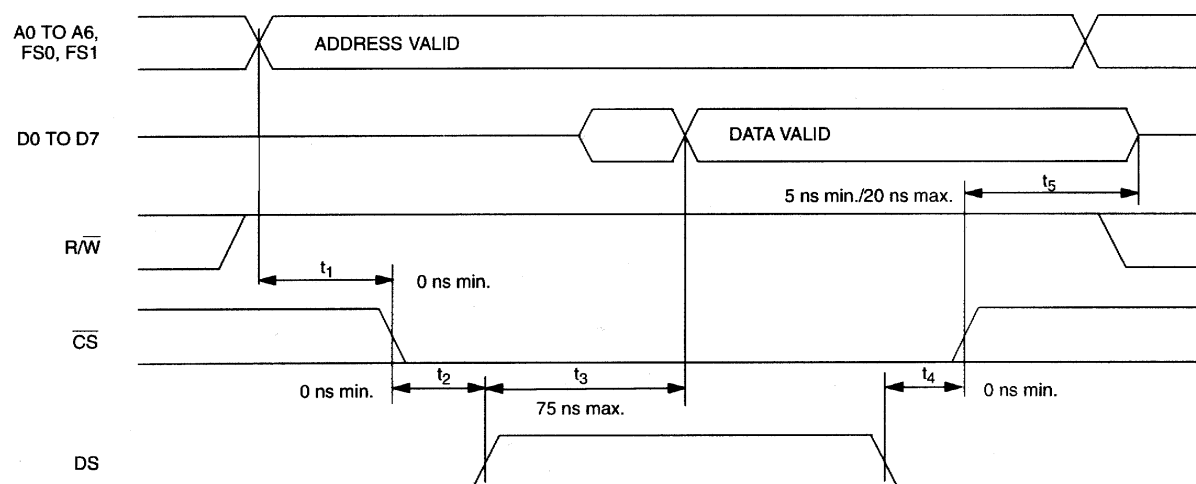 A0 TO A6,
FS0, FS1
ADDRESS VALID
D0 TO D7
DATA VALID
5 ns min./20 ns max.
t5
R/W̅
t1
0 ns min.
C̅S̅
0 ns min.
t2
t3
t4
0 ns min.
75 ns max.
DS